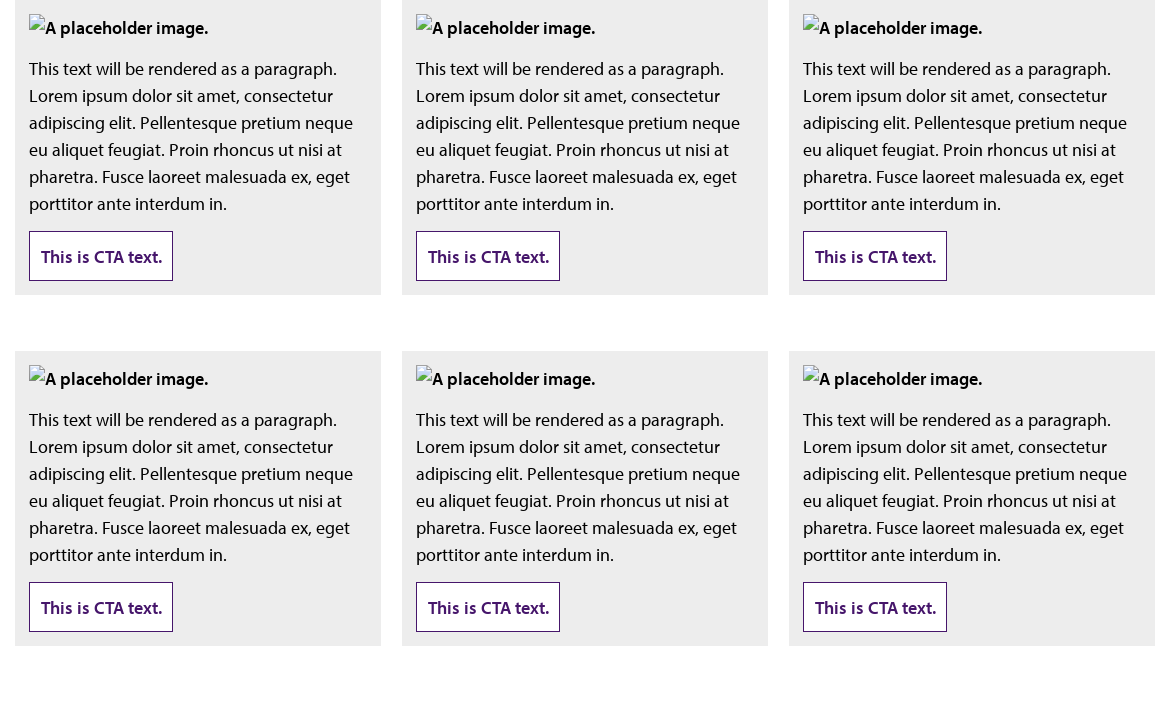 A placeholder image.
This text will be rendered as a paragraph.
Lorem ipsum dolor sit amet, consectetur
adipiscing elit. Pellentesque pretium neque
eu aliquet feugiat. Proin rhoncus ut nisi at
pharetra. Fusce laoreet malesuada ex, eget
porttitor ante interdum in.
This is CTA text.
A placeholder image.
This text will be rendered as a paragraph.
Lorem ipsum dolor sit amet, consectetur
adipiscing elit. Pellentesque pretium neque
eu aliquet feugiat. Proin rhoncus ut nisi at
pharetra. Fusce laoreet malesuada ex, eget
porttitor ante interdum in.
This is CTA text.
A placeholder image.
This text will be rendered as a paragraph.
Lorem ipsum dolor sit amet, consectetur
adipiscing elit. Pellentesque pretium neque
eu aliquet feugiat. Proin rhoncus ut nisi at
pharetra. Fusce laoreet malesuada ex, eget
porttitor ante interdum in.
This is CTA text.
A placeholder image.
This text will be rendered as a paragraph.
Lorem ipsum dolor sit amet, consectetur
adipiscing elit. Pellentesque pretium neque
eu aliquet feugiat. Proin rhoncus ut nisi at
pharetra. Fusce laoreet malesuada ex, eget
porttitor ante interdum in.
This is CTA text.
A placeholder image.
This text will be rendered as a paragraph.
Lorem ipsum dolor sit amet, consectetur
adipiscing elit. Pellentesque pretium neque
eu aliquet feugiat. Proin rhoncus ut nisi at
pharetra. Fusce laoreet malesuada ex, eget
porttitor ante interdum in.
This is CTA text.
A placeholder image.
This text will be rendered as a paragraph.
Lorem ipsum dolor sit amet, consectetur
adipiscing elit. Pellentesque pretium neque
eu aliquet feugiat. Proin rhoncus ut nisi at
pharetra. Fusce laoreet malesuada ex, eget
porttitor ante interdum in.
This is CTA text.